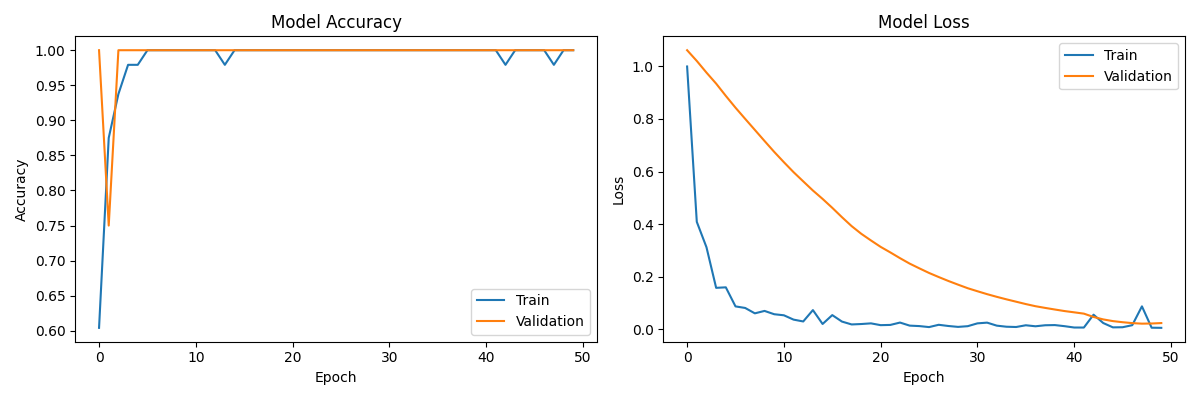 Model Accuracy
Accuracy
1.00
0.95
0.90
0.85
0.80
0.75
0.70
0.65
0.60
Train
Validation
0 10 20 30 40 50
Epoch
Model Loss
Loss
1.0
0.8
0.6
0.4
0.2
0.0
Train
Validation
0 10 20 30 40 50
Epoch